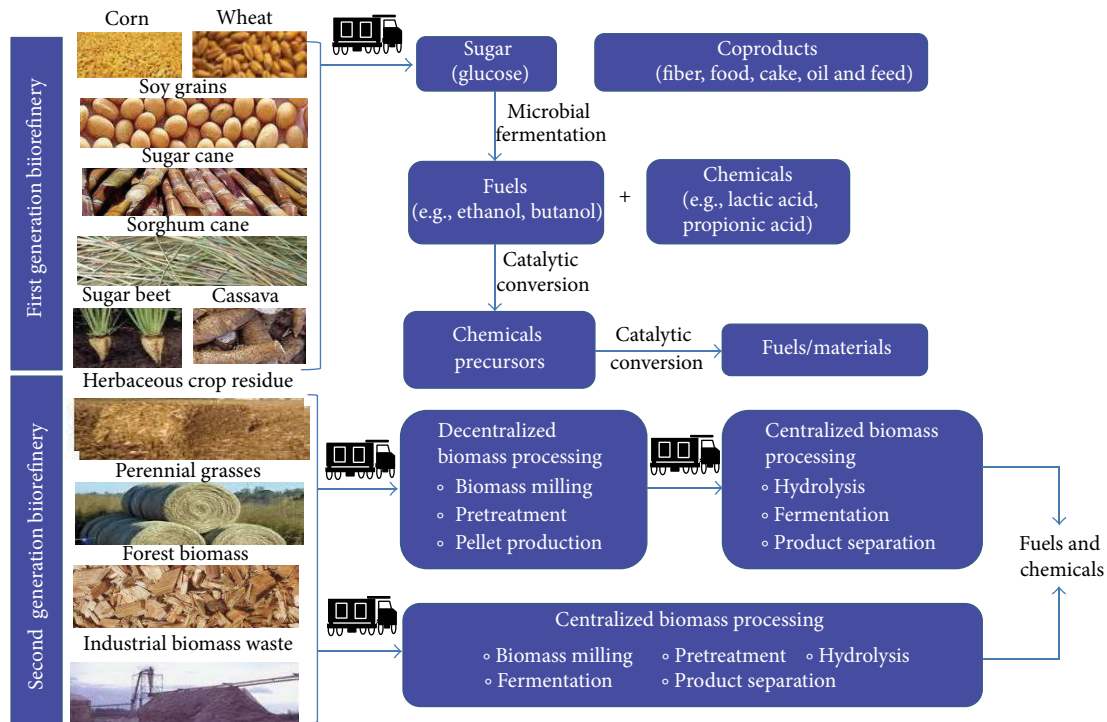 Corn
Wheat
Soy grains
Sugar cane
Sorghum cane
Sugar beet
Cassava
First generation biiorefinery
Sugar
(glucose)
Coproducts
(fiber, food, cake, oil and feed)
Microbial
fermentation
Fuels
(e.g., ethanol, butanol)
+
Chemicals
(e.g., lactic acid,
propionic acid)
Catalytic
conversion
Chemicals
precursors
Catalytic
conversion
Fuels/materials
Second generation biiorefinery
Herbaceous crop residue
Perennial grasses
Forest biomass
Industrial biomass waste
Decentralized
biomass processing
◦ Biomass milling
◦ Pretreatment
◦ Pellet production
Centralized biomass
processing
◦ Hydrolysis
◦ Fermentation
◦ Product separation
Centralized biomass processing
◦ Biomass milling ◦ Pretreatment ◦ Hydrolysis
◦ Fermentation ◦ Product separation
Fuels and
chemicals